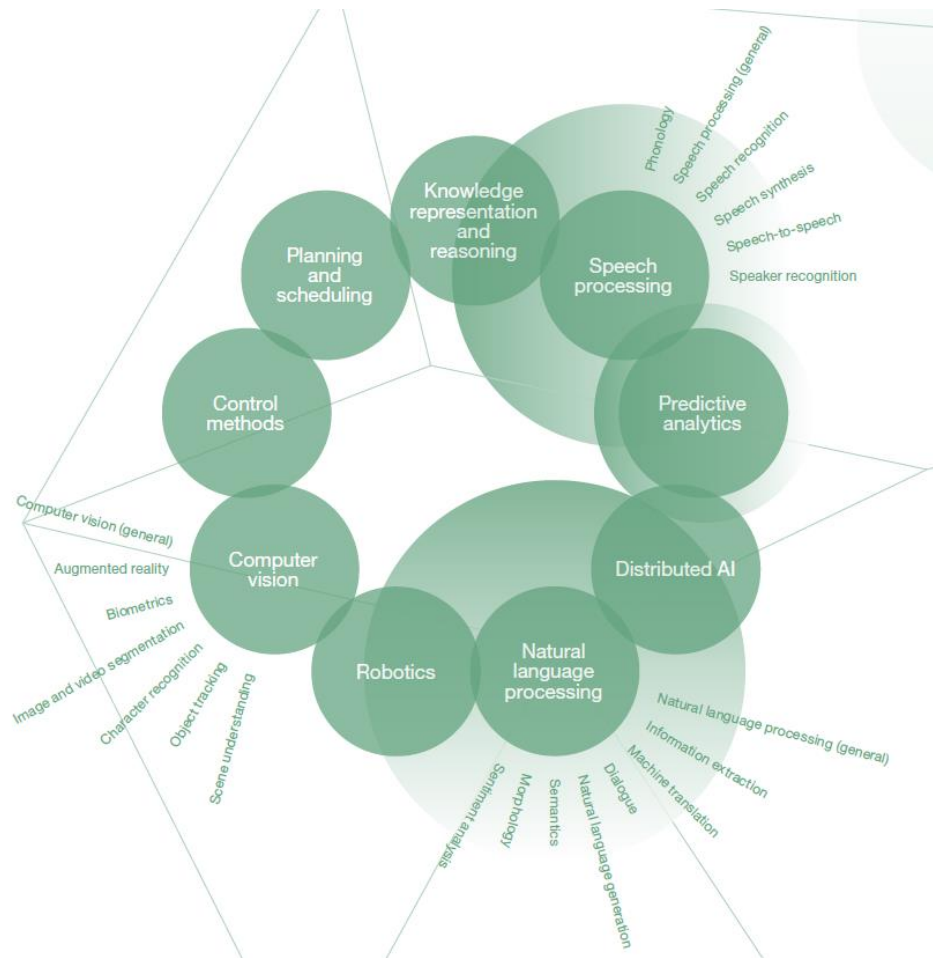 Knowledge
representation
and
reasoning
Speech
processing
Phonology
Speech processing (general)
Speech recognition
Speech synthesis
Speech-to-speech
Speaker recognition
Predictive
analytics
Distributed AI
Natural
language
processing
Natural language processing (general)
Information extraction
Machine translation
Dialogue
Natural language generation
Semantics
Morphology
Sentiment analysis
Robotics
Computer
vision
Computer vision (general)
Augmented reality
Biometrics
Image and video segmentation
Character recognition
Object tracking
Scene understanding
Control
methods
Planning
and
scheduling